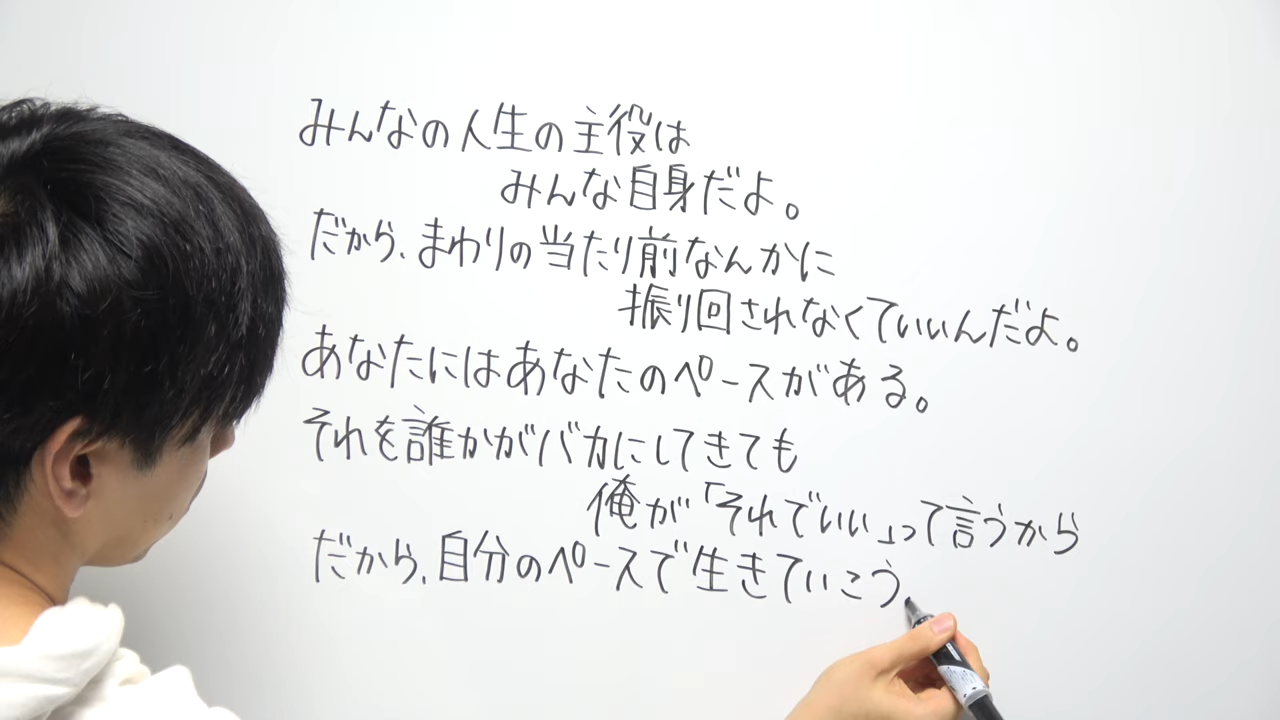 みんなの人生の主役は
みんな自身だよ。
だから、まわりの当たり前なんかに
振り回されなくていいんだよ。
あなたにはあなたのペースがある。
それを誰かがバカにしてきても
俺が「それでいい」って言うから
だから、自分のペースで生きていこう